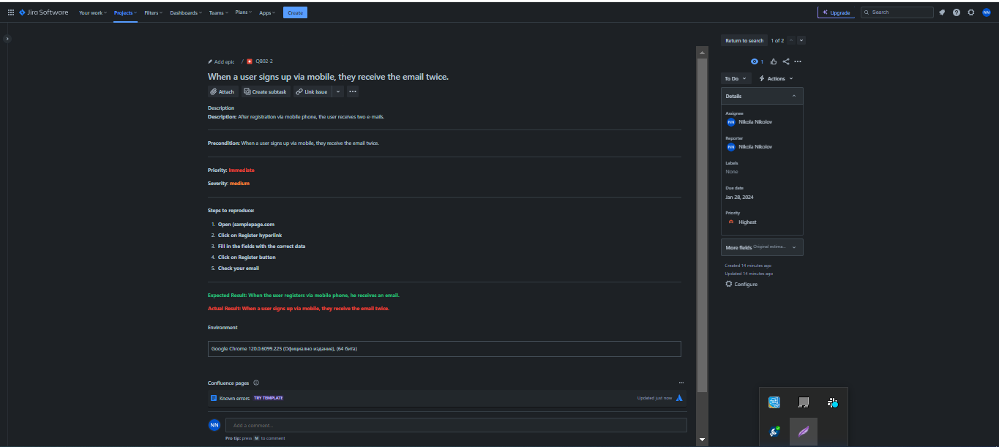 Jira Software Your work Projects Filters Dashboards Teams Plans Apps Create Upgrade Search NN
Return to search 1 of 2
Add epic / QB02-2
1
When a user signs up via mobile, they receive the email twice.
To Do Actions
Attach Create subtask Link issue
Details
Description
Description: After registration via mobile phone, the user receives two e-mails.
Assignee
NN Nikola Nikolov
Precondition: When a user signs up via mobile, they receive the email twice.
Reporter
NN Nikola Nikolov
Labels
None
Priority: Immediate
Severity: medium
Due date
Jan 28, 2024
Steps to reproduce:
Priority
Highest
1. Open (samplepage.com
2. Click on Register hyperlink
3. Fill in the fields with the correct data
More fields Original estima...
4. Click on Register button
5. Check your email
Created 14 minutes ago
Updated 14 minutes ago
Configure
Expected Result: When the user registers via mobile phone, he receives an email.
Actual Result: When a user signs up via mobile, they receive the email twice.
Environment
Google Chrome 120.0.6099.225 (Официално издание), (64 бита)
Confluence pages
Known errors TRY TEMPLATE Updated just now
NN Add a comment...
Pro tip: press M to comment